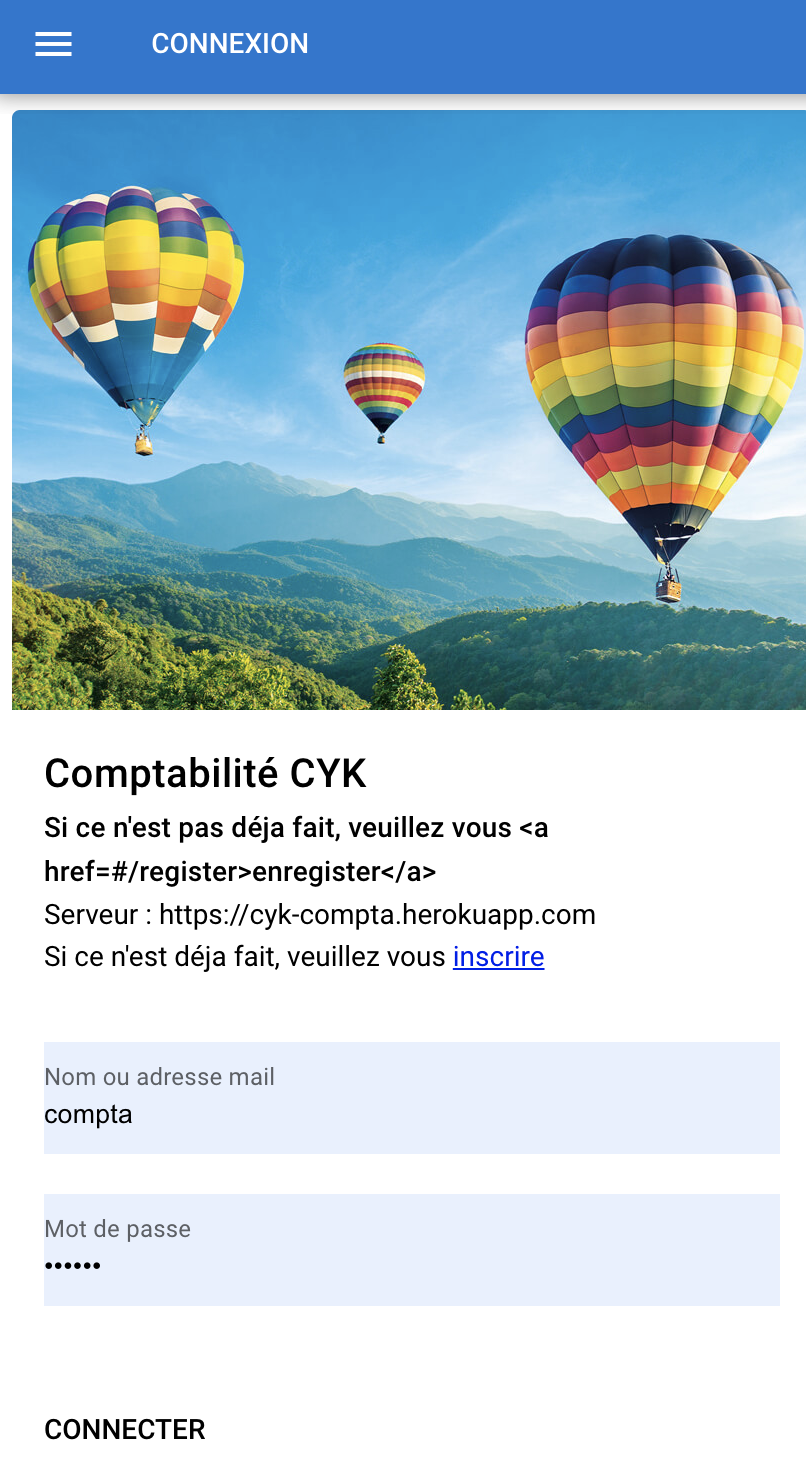 CONNEXION
Comptabilité CYK
Si ce n'est pas déja fait, veuillez vous <a
href=#/register>enregister</a>
Serveur : https://cyk-compta.herokuapp.com
Si ce n'est déja fait, veuillez vous inscrire
Nom ou adresse mail
compta
Mot de passe
••••••
CONNECTER